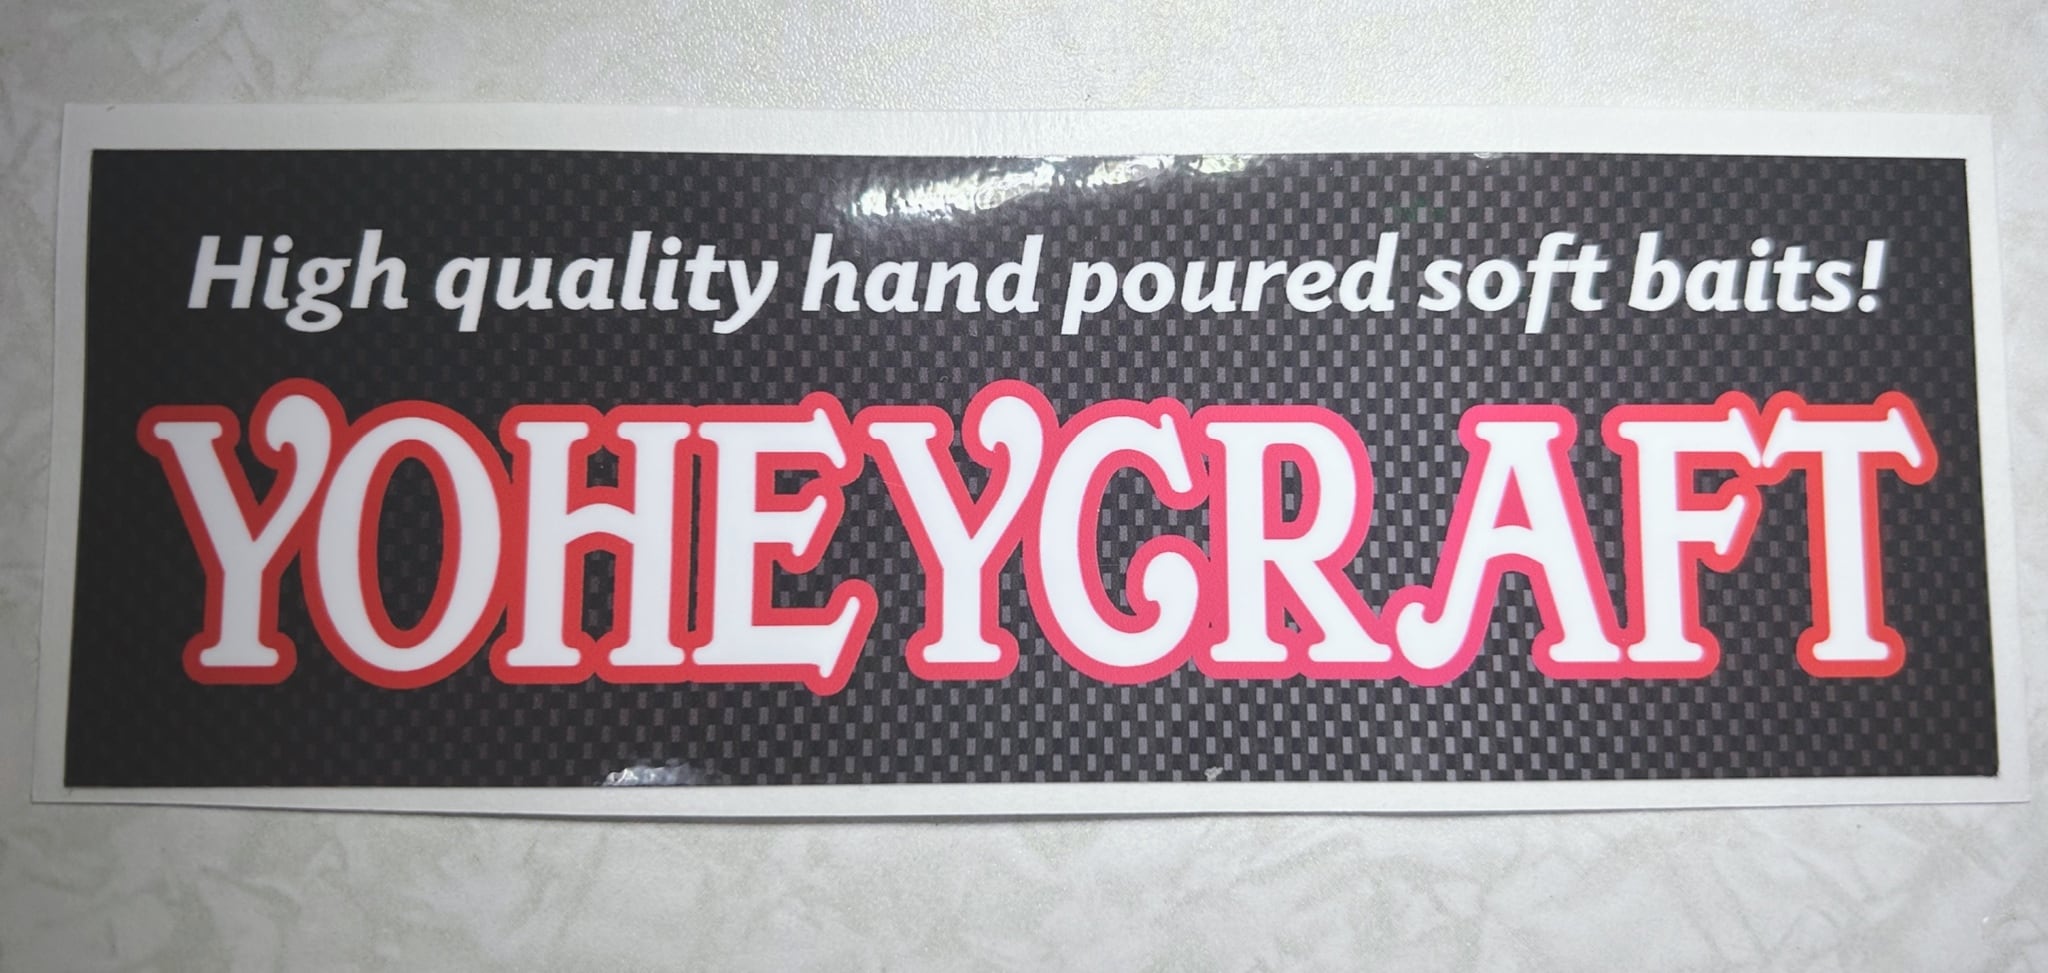 High quality hand poured soft baits!
YOHEYCRAFT